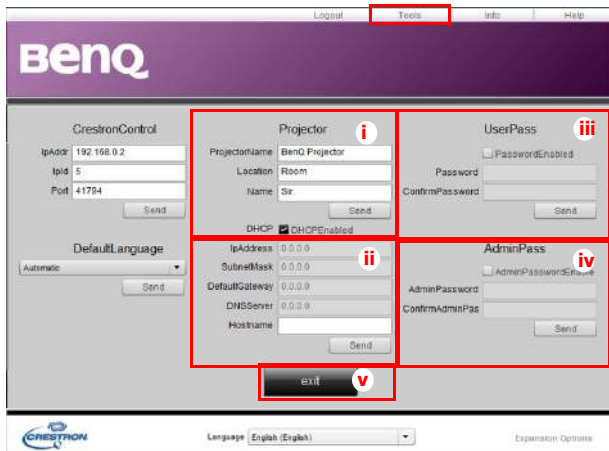 Logout Tools Info Help
BenQ
CrestronControl
IpAddr 192.168.0.2
IpId 5
Port 41794
Send
DefaultLanguage
Automatic
Send
Projector i
ProjectorName BenQ Projector
Location Room
Name Sir.
Send
DHCP DHCPEnabled
ii
IpAddress 0.0.0.0
SubnetMask 0.0.0.0
DefaultGateway 0.0.0.0
DNSServer 0.0.0.0
Hostname
Send
UserPass iii
PasswordEnabled
Password
ConfirmPassword
Send
AdminPass
iv
AdminPassword
ConfirmAdminPas
Send
exit v
CRESTRON
Language English (English)
Expansion Options